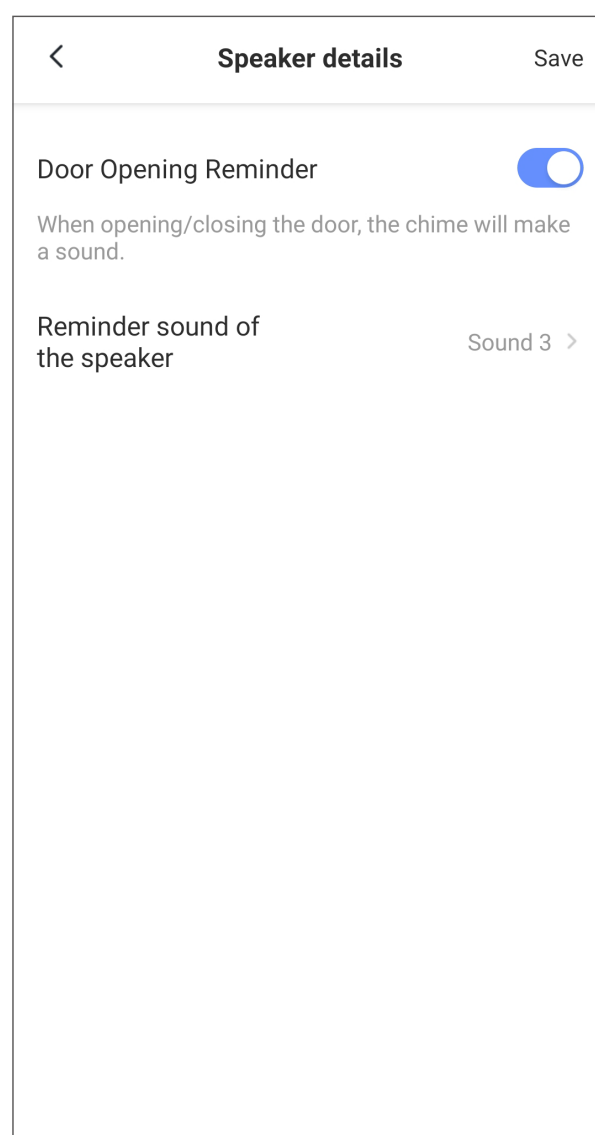 Speaker details Save
Door Opening Reminder
When opening/closing the door, the chime will make
a sound.
Reminder sound of
the speaker
Sound 3